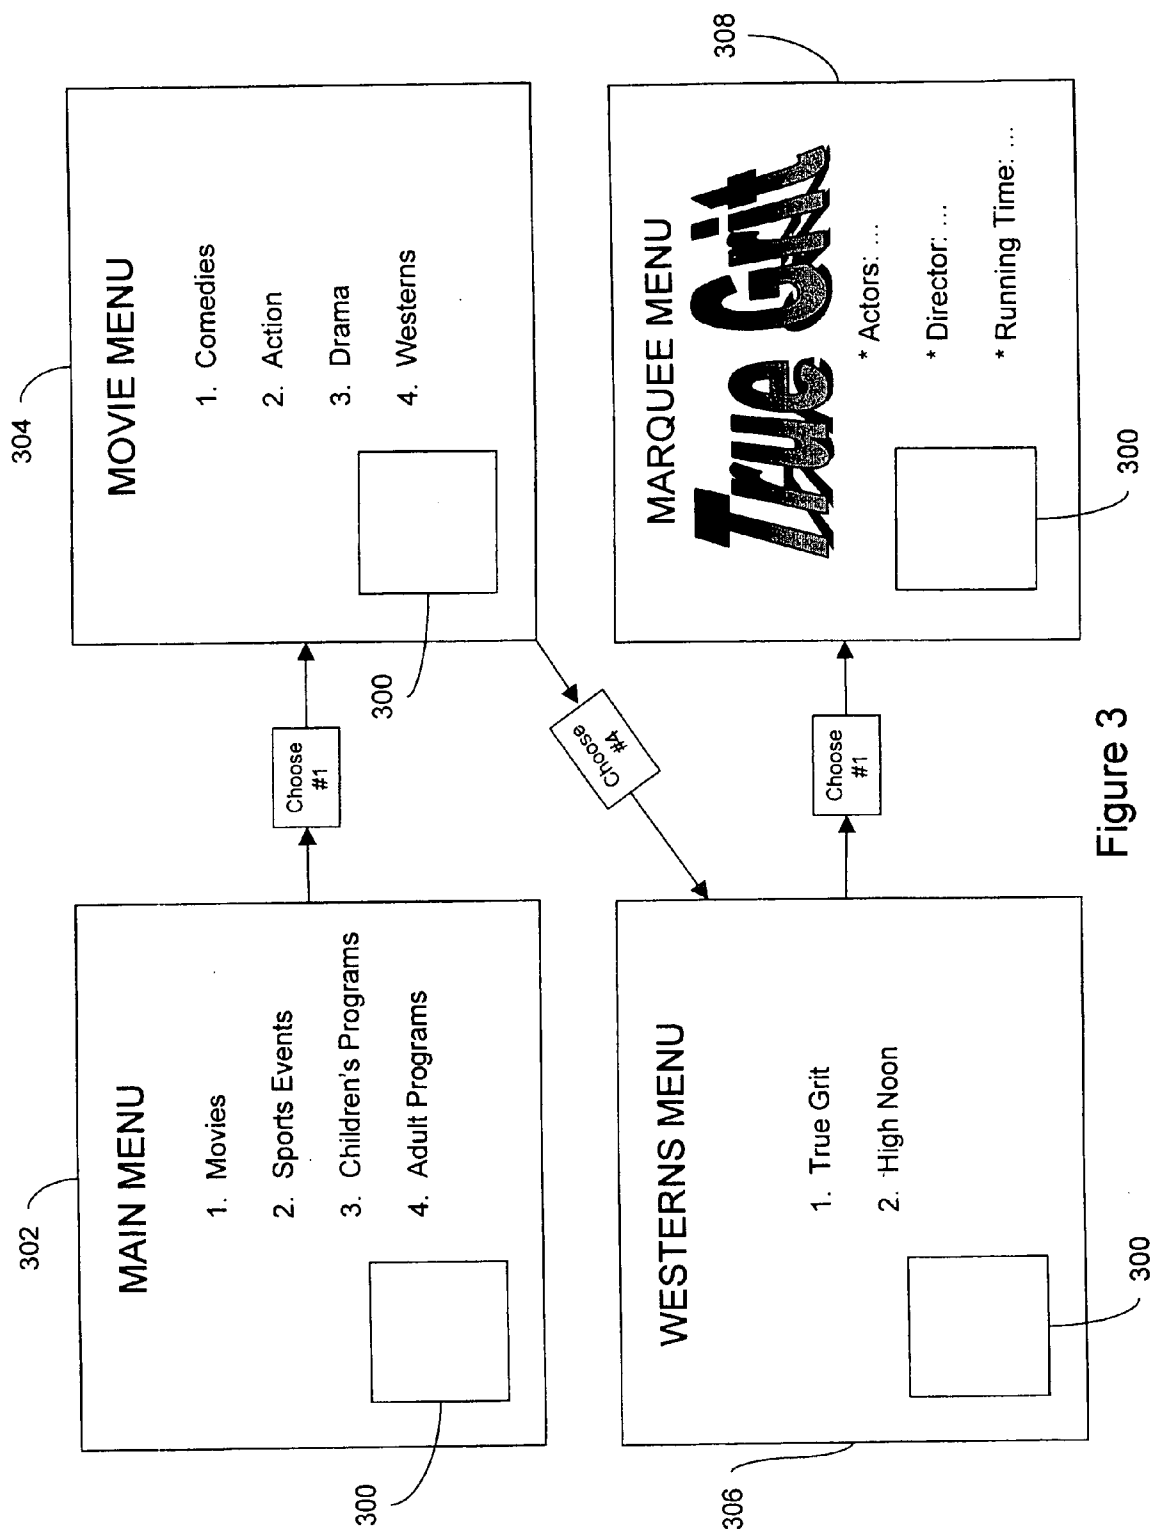 302
MAIN MENU
1. Movies
2. Sports Events
3. Children's Programs
4. Adult Programs
300
Choose
#1
304
MOVIE MENU
1. Comedies
2. Action
3. Drama
4. Westerns
300
Choose
#4
306
WESTERNS MENU
1. True Grit
2. High Noon
300
Choose
#1
308
MARQUEE MENU
True Grit
* Actors: ...
* Director: ...
* Running Time: ...
300
Figure 3